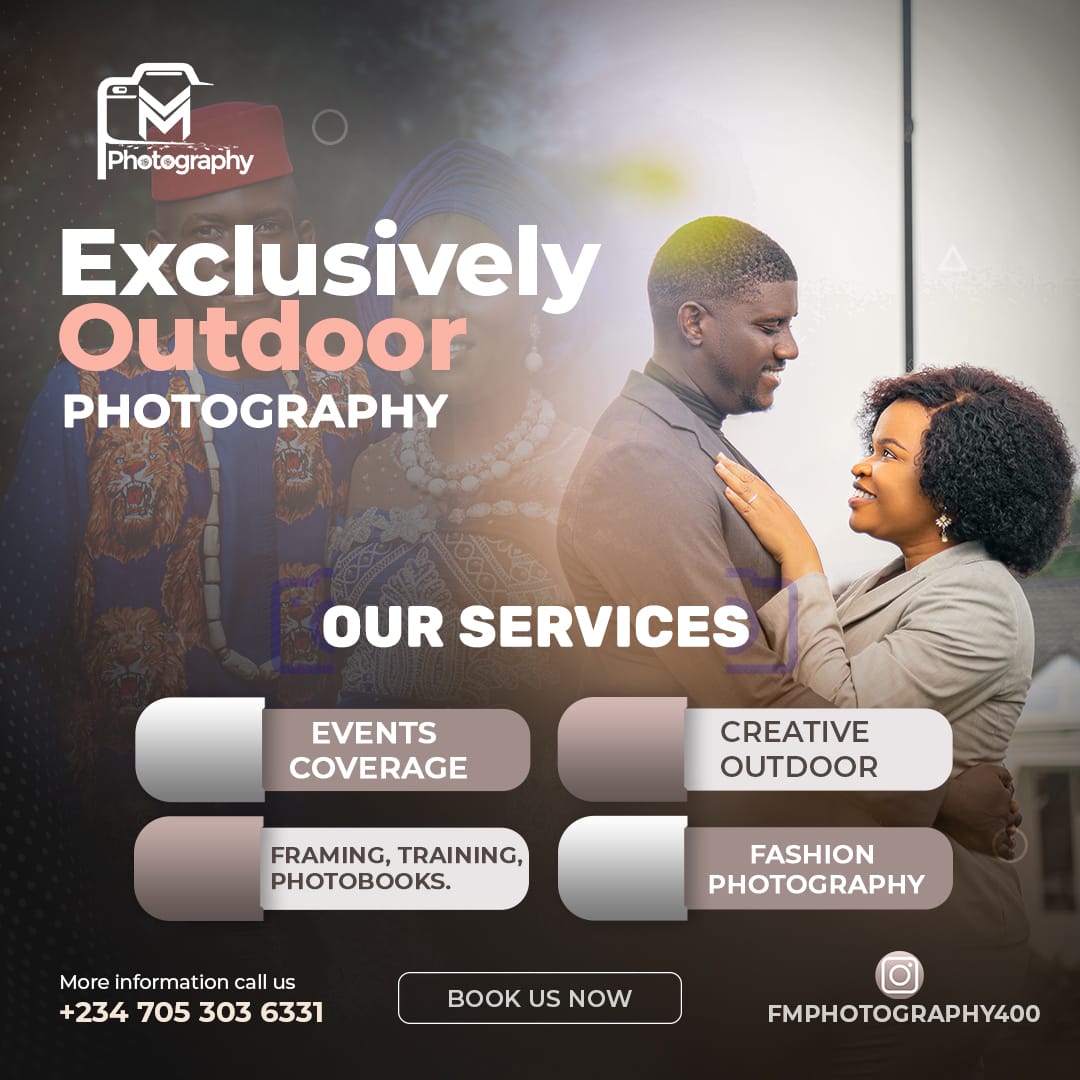 M
Photography
Exclusively
Outdoor
PHOTOGRAPHY
OUR SERVICES
EVENTS
COVERAGE
CREATIVE
OUTDOOR
FRAMING, TRAINING,
PHOTOBOOKS.
FASHION
PHOTOGRAPHY
More information call us
+234 705 303 6331
BOOK US NOW
FMPHOTOGRAPHY400